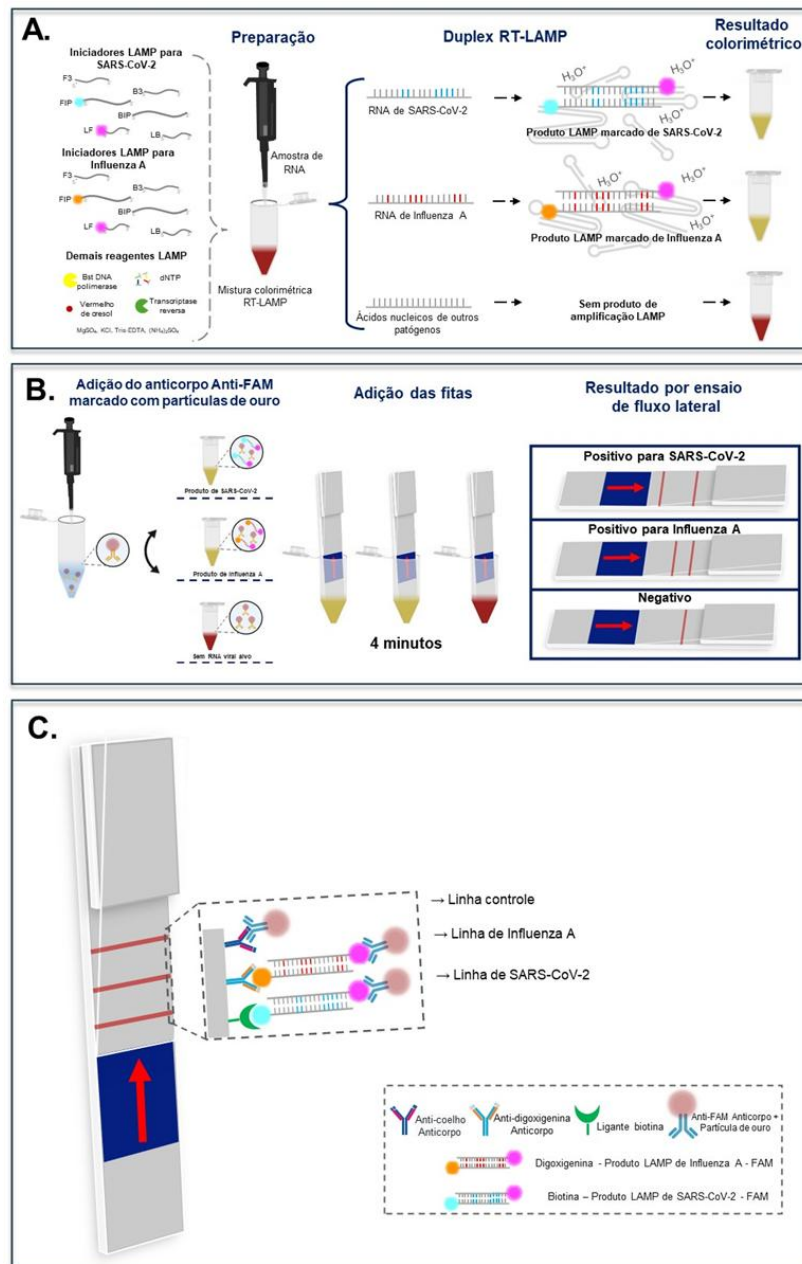 A.
Iniciadores LAMP para
SARS-CoV-2
F3
B3
FIP
BIP
LF
LB
Iniciadores LAMP para
Influenza A
F3
B3
FIP
BIP
LF
LB
Demais reagentes LAMP
Bst DNA
polimerase
dNTP
Vermelho
de cresol
Transcriptase
reversa
MgSO₄, KCl, Tris-EDTA, (NH₄)₂SO₄
Preparação
Amostra de
RNA
Mistura colorimétrica
RT-LAMP
Duplex RT-LAMP
RNA de SARS-CoV-2
H₃O⁺
H₃O⁺
H₃O⁺
Produto LAMP marcado de SARS-CoV-2
RNA de Influenza A
H₃O⁺
H₃O⁺
H₃O⁺
Produto LAMP marcado de Influenza A
Ácidos nucleicos de outros
patógenos
Sem produto de
amplificação LAMP
Resultado
colorimétrico
B.
Adição do anticorpo Anti-FAM
marcado com partículas de ouro
Produto de SARS-CoV-2
Produto de Influenza A
Sem RNA viral alvo
Adição das fitas
4 minutos
Resultado por ensaio
de fluxo lateral
Positivo para SARS-CoV-2
Positivo para Influenza A
Negativo
C.
→ Linha controle
→ Linha de Influenza A
→ Linha de SARS-CoV-2
Anti-coelho
Anticorpo
Anti-digoxigenina
Anticorpo
Ligante biotina
Anti-FAM Anticorpo +
Partícula de ouro
Digoxigenina - Produto LAMP de Influenza A - FAM
Biotina – Produto LAMP de SARS-CoV-2 - FAM